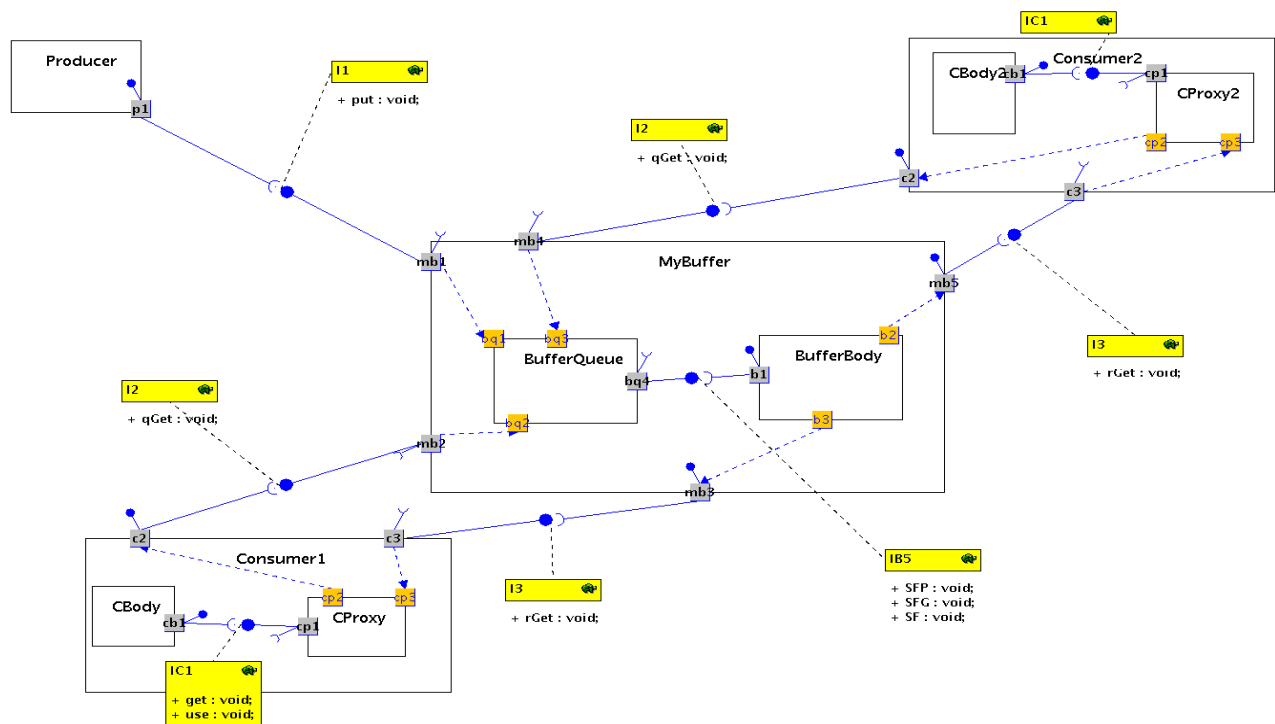 Producer
p1
I1
+ put : void;
IC1
Consumer2
CBody2
cb1
cp1
CProxy2
cp2
cp3
c2
c3
I2
+ qGet : void;
mb1
mb4
MyBuffer
mb5
bq1
bq3
BufferQueue
bq4
bq2
b1
b2
BufferBody
b3
I3
+ rGet : void;
I2
+ qGet : void;
mb2
mb3
c2
c3
Consumer1
CBody
cb1
cp2
cp3
cp1
CProxy
I3
+ rGet : void;
IB5
+ SFP : void;
+ SFG : void;
+ SF : void;
IC1
+ get : void;
+ use : void;